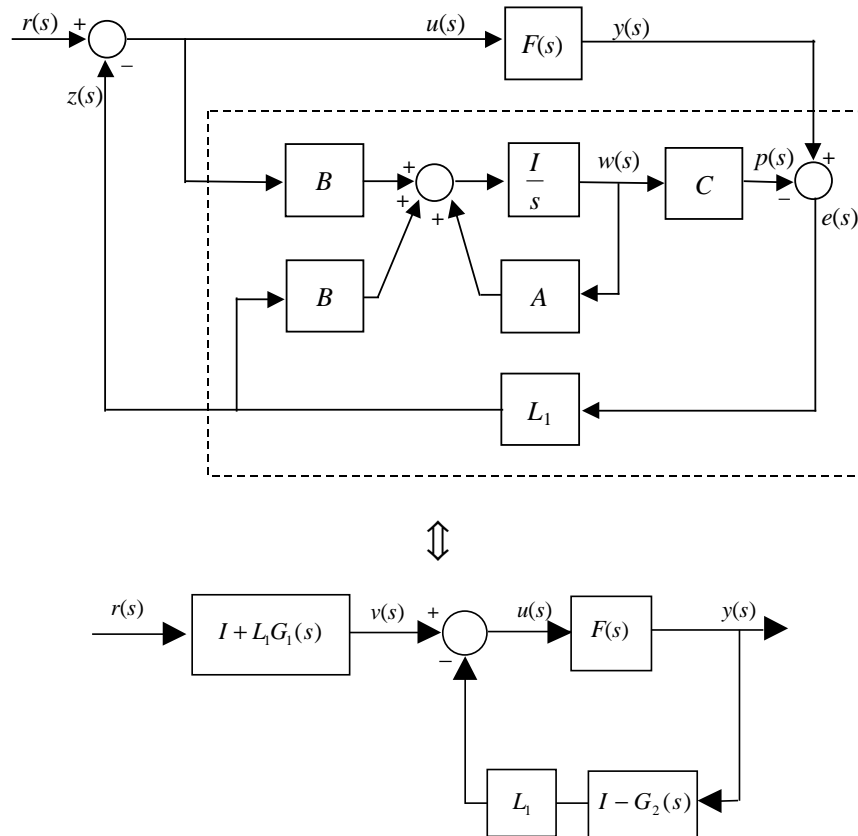 r(s) + − u(s) F(s) y(s)
z(s)
B + + + I/s w(s) C p(s) − +
e(s)
B A
L₁
⇕
r(s) I + L₁G₁(s) v(s) + − u(s) F(s) y(s)
L₁ I − G₂(s)